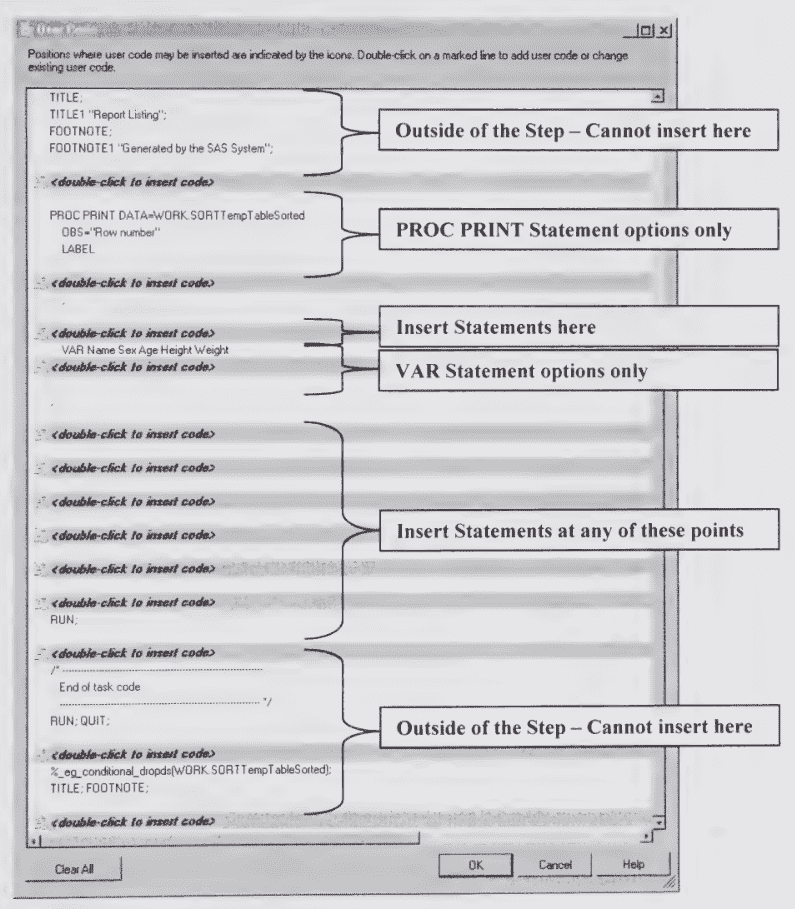 Positions where user code may be inserted are indicated by the icons. Double-click on a marked line to add user code or change
existing user code.
TITLE;
TITLE1 "Report Listing";
FOOTNOTE;
FOOTNOTE1 "Generated by the SAS System";
Outside of the Step – Cannot insert here
<double-click to insert code>
PROC PRINT DATA=WORK.SORTTempTableSorted
OBS="Row number"
LABEL
PROC PRINT Statement options only
<double-click to insert code>
;
<double-click to insert code>
Insert Statements here
VAR Name Sex Age Height Weight
<double-click to insert code>
VAR Statement options only
;
<double-click to insert code>
<double-click to insert code>
<double-click to insert code>
<double-click to insert code>
Insert Statements at any of these points
<double-click to insert code>
<double-click to insert code>
RUN;
<double-click to insert code>
/* -------------------------------------------------------------------
End of task code
------------------------------------------------------------------- */
RUN; QUIT;
Outside of the Step – Cannot insert here
<double-click to insert code>
%_eg_conditional_dropds(WORK.SORTTempTableSorted);
TITLE; FOOTNOTE;
<double-click to insert code>
Clear All
OK
Cancel
Help